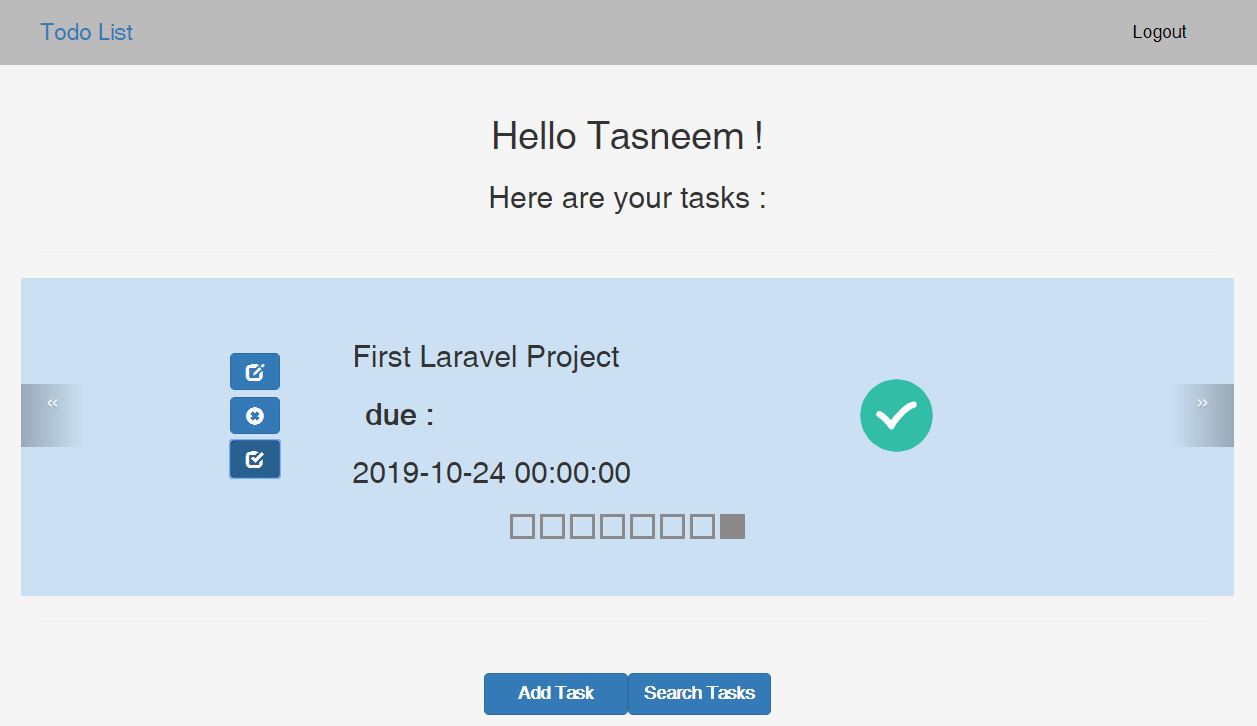 Todo List
Logout
Hello Tasneem !
Here are your tasks :
First Laravel Project
due :
2019-10-24 00:00:00
«
»
Add Task
Search Tasks